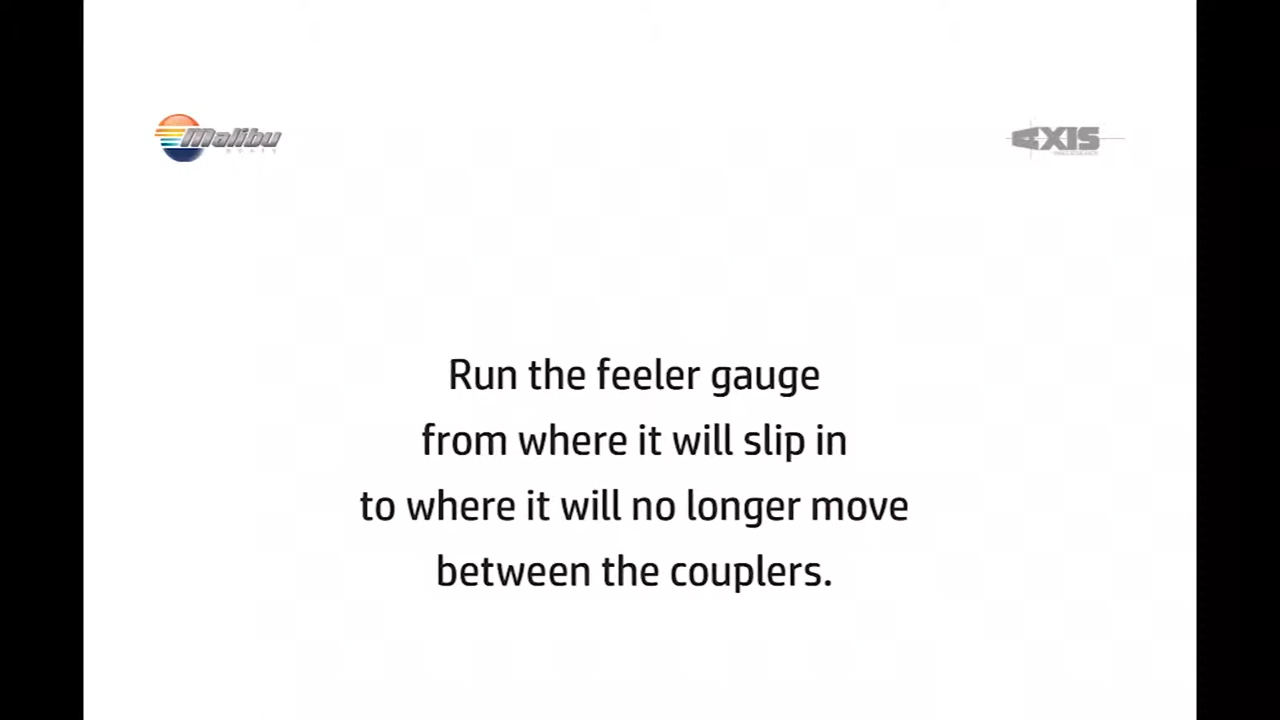 Malibu
AXIS
Run the feeler gauge
from where it will slip in
to where it will no longer move
between the couplers.